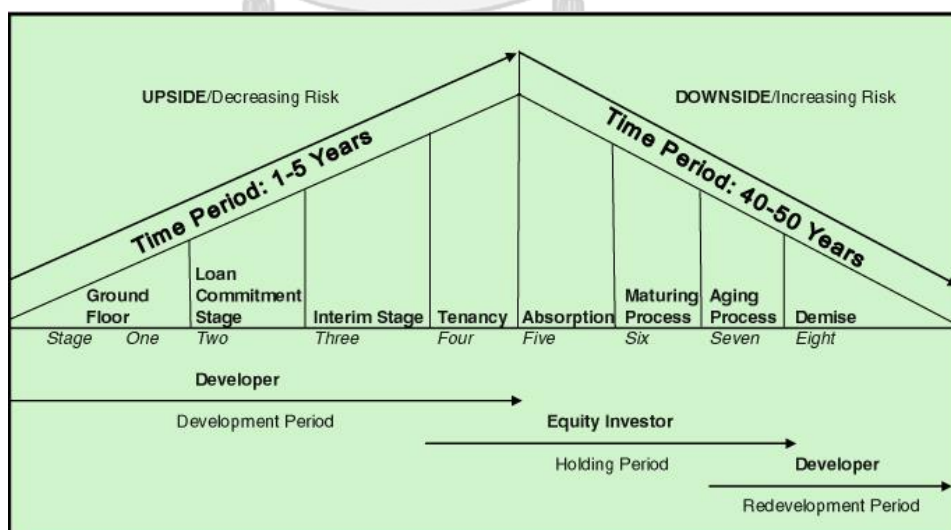 UPSIDE/Decreasing Risk
DOWNSIDE/Increasing Risk
Time Period: 1-5 Years
Time Period: 40-50 Years
Ground
Floor
Loan
Commitment
Stage
Interim Stage
Tenancy
Absorption
Maturing
Process
Aging
Process
Demise
Stage One Two Three Four Five Six Seven Eight
Developer
Development Period
Equity Investor
Holding Period
Developer
Redevelopment Period